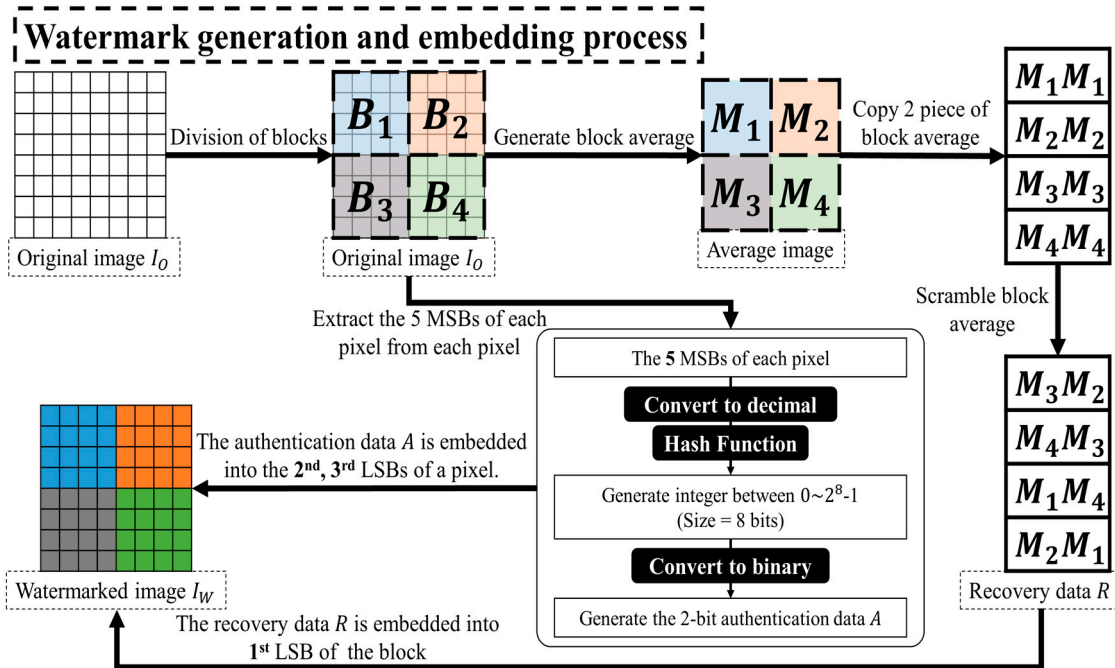 Watermark generation and embedding process
Division of blocks
B₁ B₂
B₃ B₄
Generate block average
M₁ M₂
M₃ M₄
Copy 2 piece of
block average
M₁M₁
M₂M₂
M₃M₃
M₄M₄
Original image I_O
Original image I_O
Average image
Scramble block
average
Extract the 5 MSBs of each
pixel from each pixel
The 5 MSBs of each pixel
Convert to decimal
Hash Function
Generate integer between 0~2⁸-1
(Size = 8 bits)
Convert to binary
Generate the 2-bit authentication data A
M₃M₂
M₄M₃
M₁M₄
M₂M₁
Recovery data R
The authentication data A is embedded
into the 2nd, 3rd LSBs of a pixel.
Watermarked image I_W
The recovery data R is embedded into
1st LSB of the block